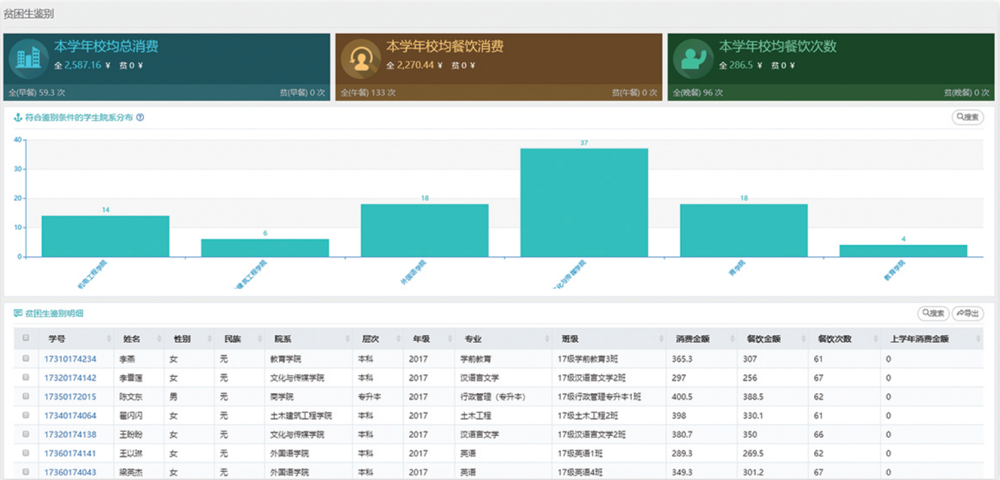 贫困生鉴别
本学年校均总消费
全 2,587.16 ¥ 贫 0 ¥
全(早餐) 59.3 次 贫(早餐) 0 次
本学年校均餐饮消费
全 2,270.44 ¥ 贫 0 ¥
全(午餐) 133 次 贫(午餐) 0 次
本学年校均餐饮次数
全 286.5 ¥ 贫 0 ¥
全(晚餐) 96 次 贫(晚餐) 0 次
符合鉴别条件的学生院系分布 ? 搜索
40
30
20
10
0
14
6
18
37
18
4
机电工程学院
建筑工程学院
外国语学院
化与传媒学院
商学院
教育学院
贫困生鉴别明细 搜索 导出
学号 姓名 性别 民族 院系 层次 年级 专业 班级 消费金额 餐饮金额 餐饮次数 上学年消费金额
17310174234 李燕 女 无 教育学院 本科 2017 学前教育 17级学前教育3班 365.3 307 61 0
17320174142 李雪莲 女 无 文化与传媒学院 本科 2017 汉语言文学 17级汉语言文学2班 297 256 67 0
17350172015 陈文东 男 无 商学院 专升本 2017 行政管理（专升本） 17级行政管理专升本1班 400.5 388.5 62 0
17340174064 瞿闪闪 女 无 土木建筑工程学院 本科 2017 土木工程 17级土木工程2班 398 330.1 61 0
17320174138 王盼盼 女 无 文化与传媒学院 本科 2017 汉语言文学 17级汉语言文学2班 380.7 350 66 0
17360174141 王以琳 女 无 外国语学院 本科 2017 英语 17级英语1班 289.3 269.5 62 0
17360174043 梁英杰 女 无 外国语学院 本科 2017 英语 17级英语4班 349.3 301.2 67 0